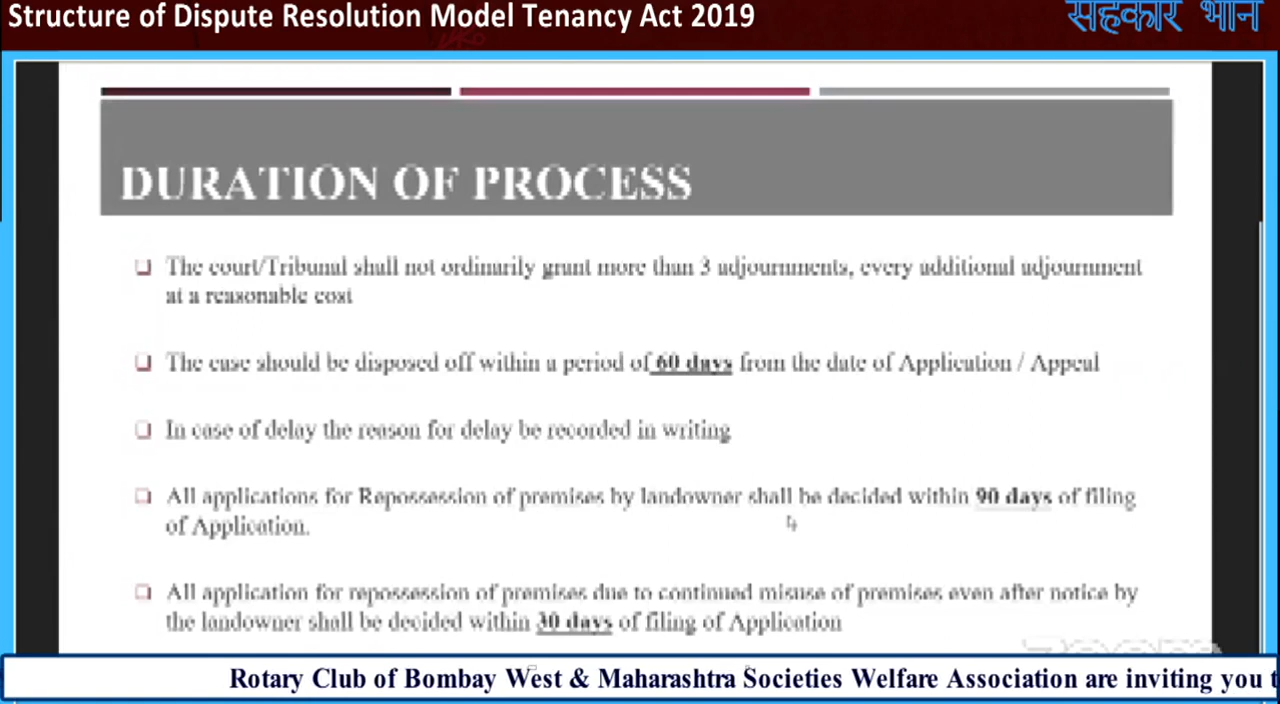 Structure of Dispute Resolution Model Tenancy Act 2019
सहकार भान
DURATION OF PROCESS
❑ The court/Tribunal shall not ordinarily grant more than 3 adjournments, every additional adjournment
at a reasonable cost
❑ The case should be disposed off within a period of 60 days from the date of Application / Appeal
❑ In case of delay the reason for delay be recorded in writing
❑ All applications for Repossession of premises by landowner shall be decided within 90 days of filing
of Application.
❑ All application for repossession of premises due to continued misuse of premises even after notice by
the landowner shall be decided within 30 days of filing of Application
Rotary Club of Bombay West & Maharashtra Societies Welfare Association are inviting you t